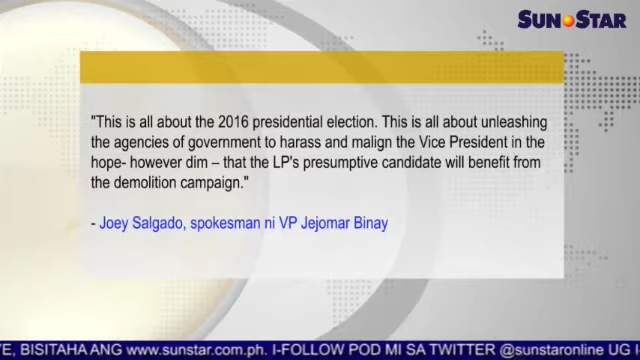 SUN STAR
"This is all about the 2016 presidential election. This is all about unleashing
the agencies of government to harass and malign the Vice President in the
hope- however dim – that the LP's presumptive candidate will benefit from
the demolition campaign."
- Joey Salgado, spokesman ni VP Jejomar Binay
, BISITAHA ANG www.sunstar.com.ph. I-FOLLOW POD MI SA TWITTER @sunstaronline UG